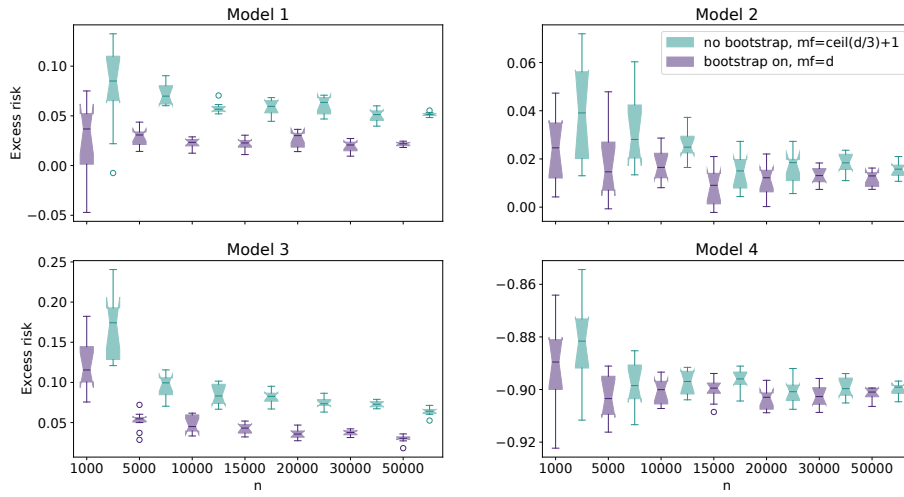 Model 1
Model 2
Excess risk
0.10
0.05
0.00
−0.05
0.06
0.04
0.02
0.00
no bootstrap, mf=ceil(d/3)+1
bootstrap on, mf=d
Model 3
Model 4
Excess risk
0.25
0.20
0.15
0.10
0.05
−0.86
−0.88
−0.90
−0.92
1000 5000 10000 15000 20000 30000 50000
1000 5000 10000 15000 20000 30000 50000
n
n